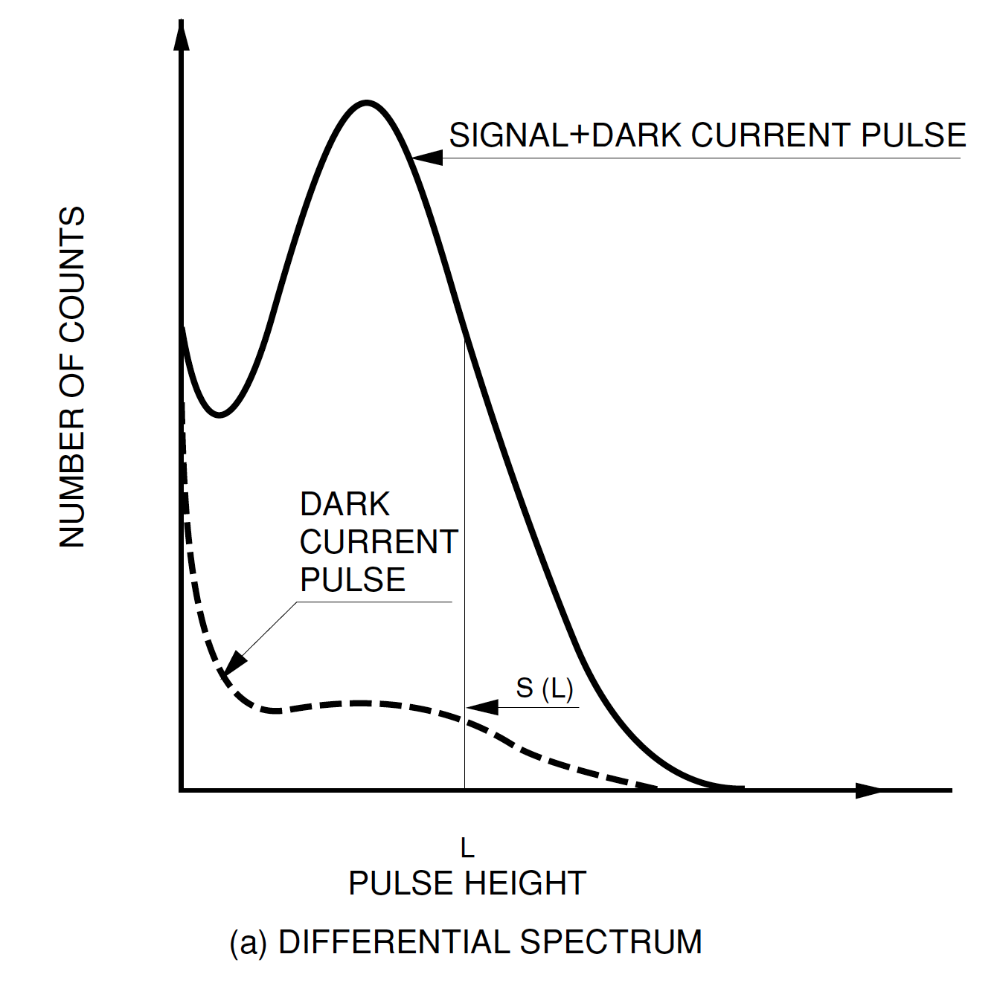 SIGNAL+DARK CURRENT PULSE
NUMBER OF COUNTS
DARK
CURRENT
PULSE
S (L)
L
PULSE HEIGHT
(a) DIFFERENTIAL SPECTRUM